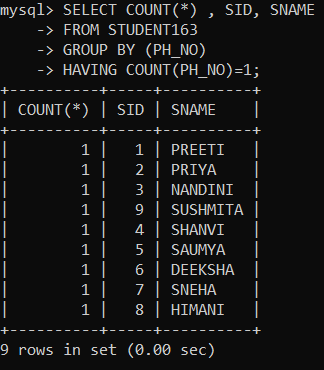 mysql> SELECT COUNT(*) , SID, SNAME
    -> FROM STUDENT163
    -> GROUP BY (PH_NO)
    -> HAVING COUNT(PH_NO)=1;
+----------+-----+----------+
| COUNT(*) | SID | SNAME    |
+----------+-----+----------+
|        1 |   1 | PREETI   |
|        1 |   2 | PRIYA    |
|        1 |   3 | NANDINI  |
|        1 |   9 | SUSHMITA |
|        1 |   4 | SHANVI   |
|        1 |   5 | SAUMYA   |
|        1 |   6 | DEEKSHA  |
|        1 |   7 | SNEHA    |
|        1 |   8 | HIMANI   |
+----------+-----+----------+
9 rows in set (0.00 sec)